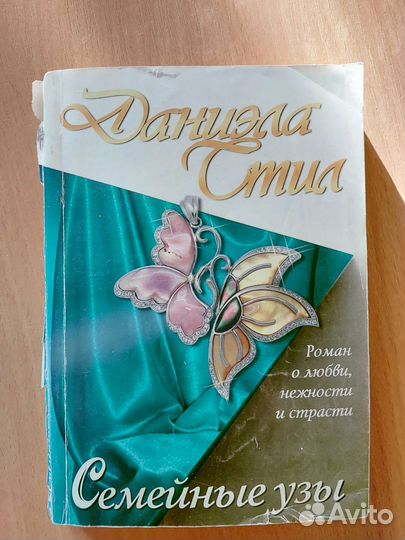 Даниэла
Стил
Роман
о любви,
нежности
и страсти
Семейные узы
Avito